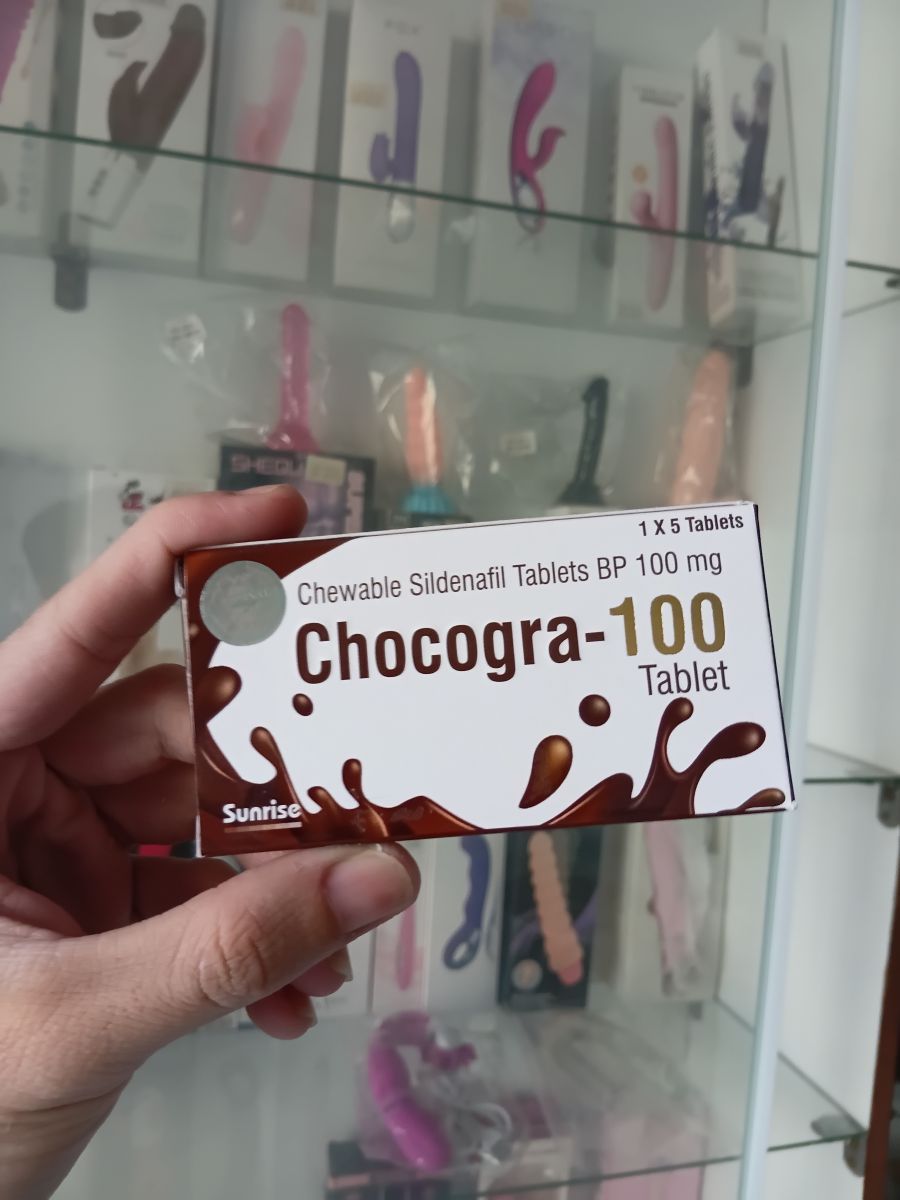 1 X 5 Tablets
Chewable Sildenafil Tablets BP 100 mg
Chocogra-100
Tablet
Sunrise